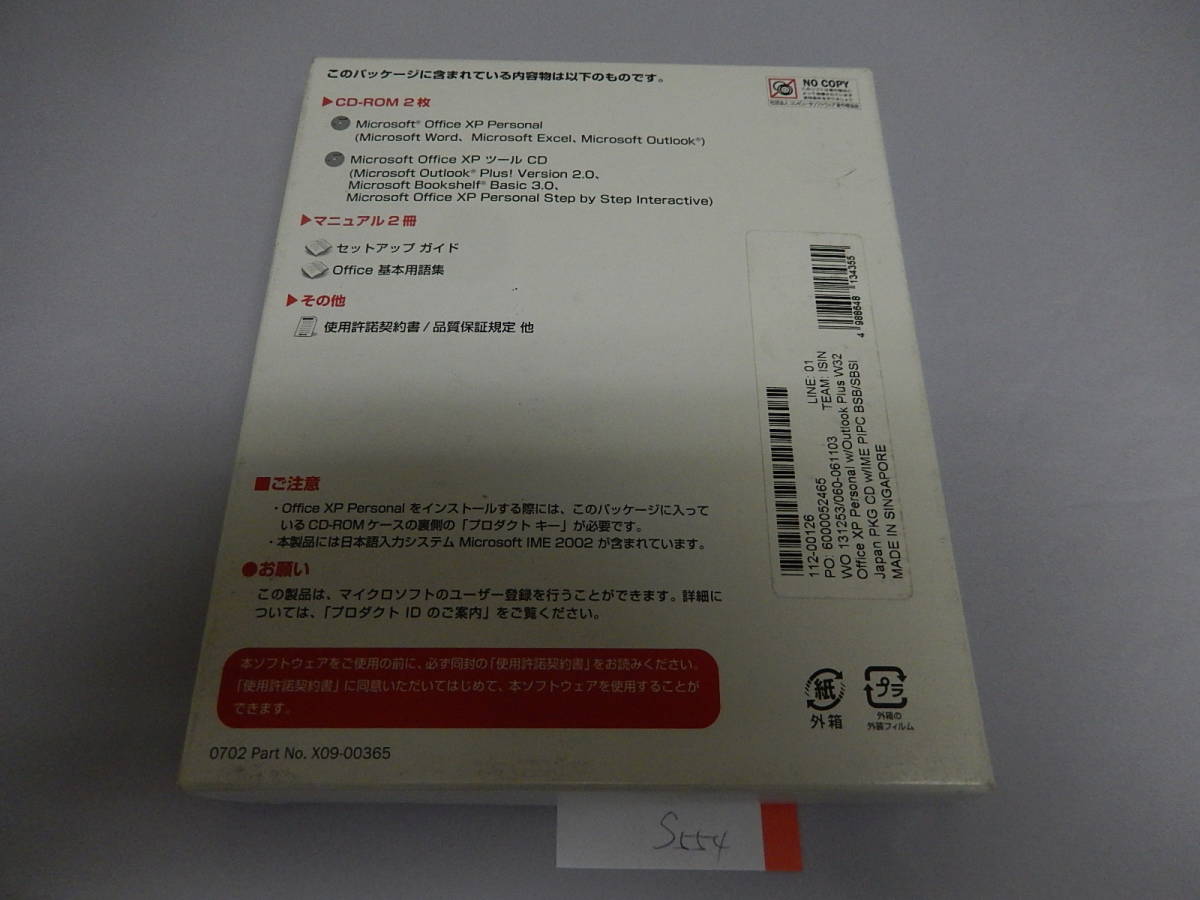 このパッケージに含まれている内容物は以下のものです。
NO COPY
▶CD-ROM 2枚
Microsoft® Office XP Personal
(Microsoft Word、Microsoft Excel、Microsoft Outlook®)
Microsoft Office XP ツール CD
(Microsoft Outlook® Plus! Version 2.0、
Microsoft Bookshelf® Basic 3.0、
Microsoft Office XP Personal Step by Step Interactive)
▶マニュアル2冊
セットアップ ガイド
Office 基本用語集
▶その他
使用許諾契約書/品質保証規定 他
4 988648 134355
112-00126 LINE: 01
PO: 6000052465 TEAM: ISIN
WO 131253/060-061103
Office XP Personal w/Outlook Plus W32
Japan PKG CD w/IME PIPC BSB/SBSI
MADE IN SINGAPORE
■ご注意
・Office XP Personal をインストールする際には、このパッケージに入って
いる CD-ROM ケースの裏側の「プロダクト キー」が必要です。
・本製品には日本語入力システム Microsoft IME 2002 が含まれています。
●お願い
この製品は、マイクロソフトのユーザー登録を行うことができます。詳細に
ついては、「プロダクト ID のご案内」をご覧ください。
本ソフトウェアをご使用の前に、必ず同封の「使用許諾契約書」をお読みください。
「使用許諾契約書」に同意いただいてはじめて、本ソフトウェアを使用することが
できます。
紙
外箱
プラ
外箱の
外装フィルム
0702 Part No. X09-00365
S554